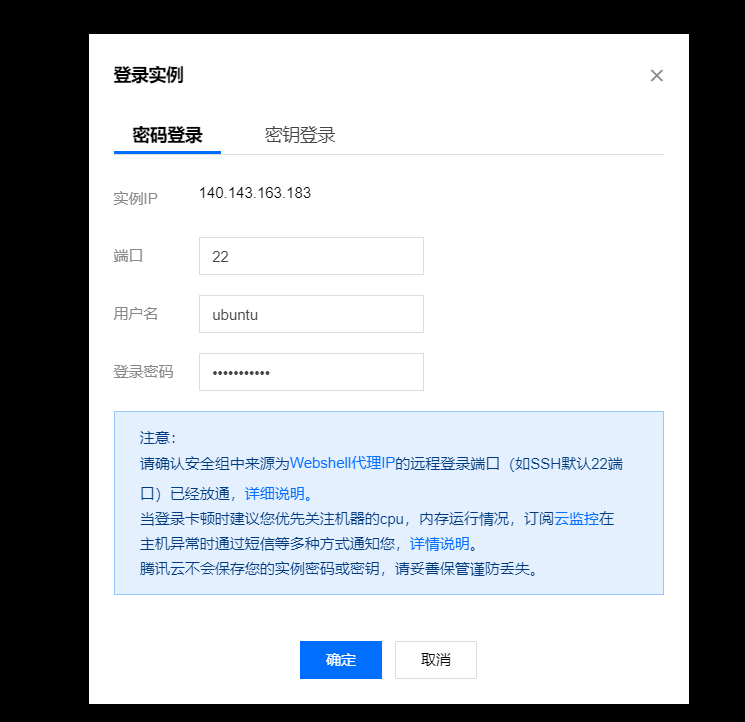 登录实例
密码登录 密钥登录
实例IP 140.143.163.183
端口 22
用户名 ubuntu
登录密码 •••••••••••
注意：
请确认安全组中来源为Webshell代理IP的远程登录端口（如SSH默认22端
口）已经放通，详细说明。
当登录卡顿时建议您优先关注机器的cpu，内存运行情况，订阅云监控在
主机异常时通过短信等多种方式通知您，详情说明。
腾讯云不会保存您的实例密码或密钥，请妥善保管谨防丢失。
确定 取消